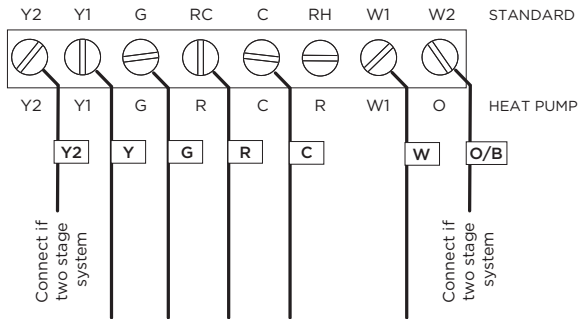 Y2 Y1 G RC C RH W1 W2 STANDARD
Y2 Y1 G R C R W1 O HEAT PUMP
Y2 Y G R C W O/B
Connect if
two stage
system
Connect if
two stage
system